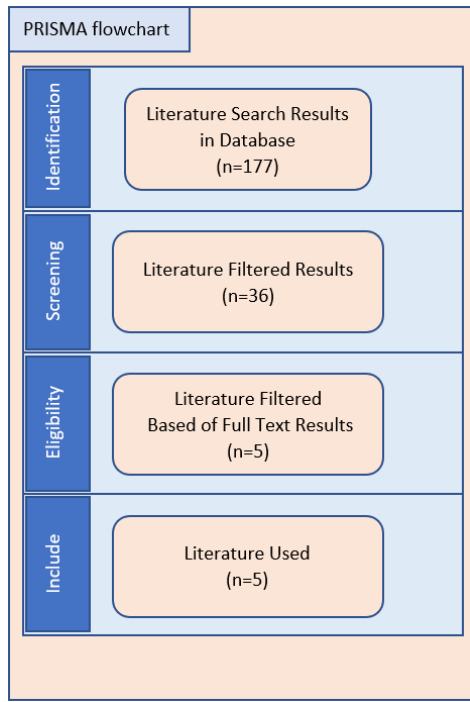 PRISMA flowchart
Identification
Literature Search Results
in Database
(n=177)
Screening
Literature Filtered Results
(n=36)
Eligibility
Literature Filtered
Based of Full Text Results
(n=5)
Include
Literature Used
(n=5)